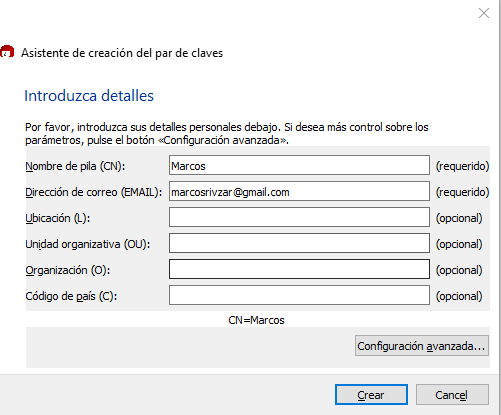 Asistente de creación del par de claves
Introduzca detalles
Por favor, introduzca sus detalles personales debajo. Si desea más control sobre los
parámetros, pulse el botón «Configuración avanzada».
Nombre de pila (CN): Marcos (requerido)
Dirección de correo (EMAIL): marcosrivzar@gmail.com (requerido)
Ubicación (L): (opcional)
Unidad organizativa (OU): (opcional)
Organización (O): (opcional)
Código de país (C): (opcional)
CN=Marcos
Configuración avanzada...
Crear Cancel